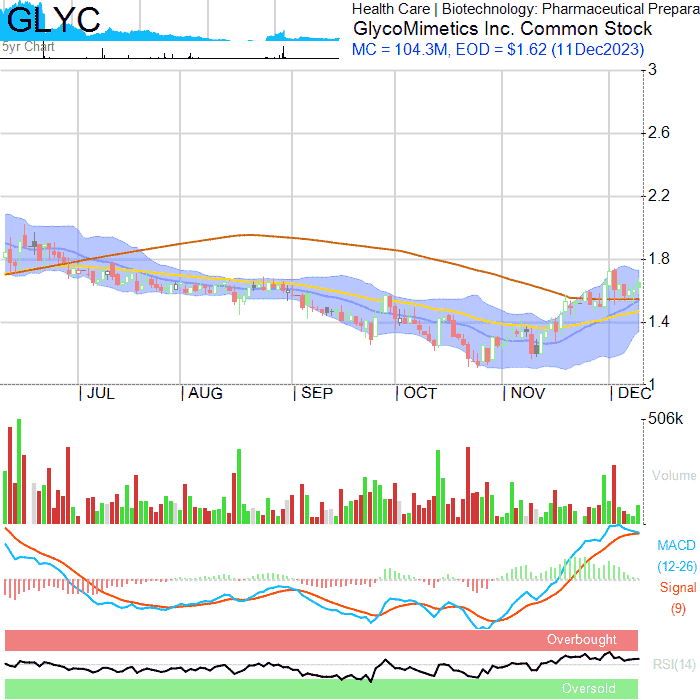 GLYC
5yr Chart
Health Care | Biotechnology: Pharmaceutical Prepara
GlycoMimetics Inc. Common Stock
MC = 104.3M, EOD = $1.62 (11Dec2023)
3
2.6
2.2
1.8
1.4
1
JUL
AUG
SEP
OCT
NOV
DEC
506k
Volume
MACD
(12-26)
Signal
(9)
Overbought
RSI(14)
Oversold